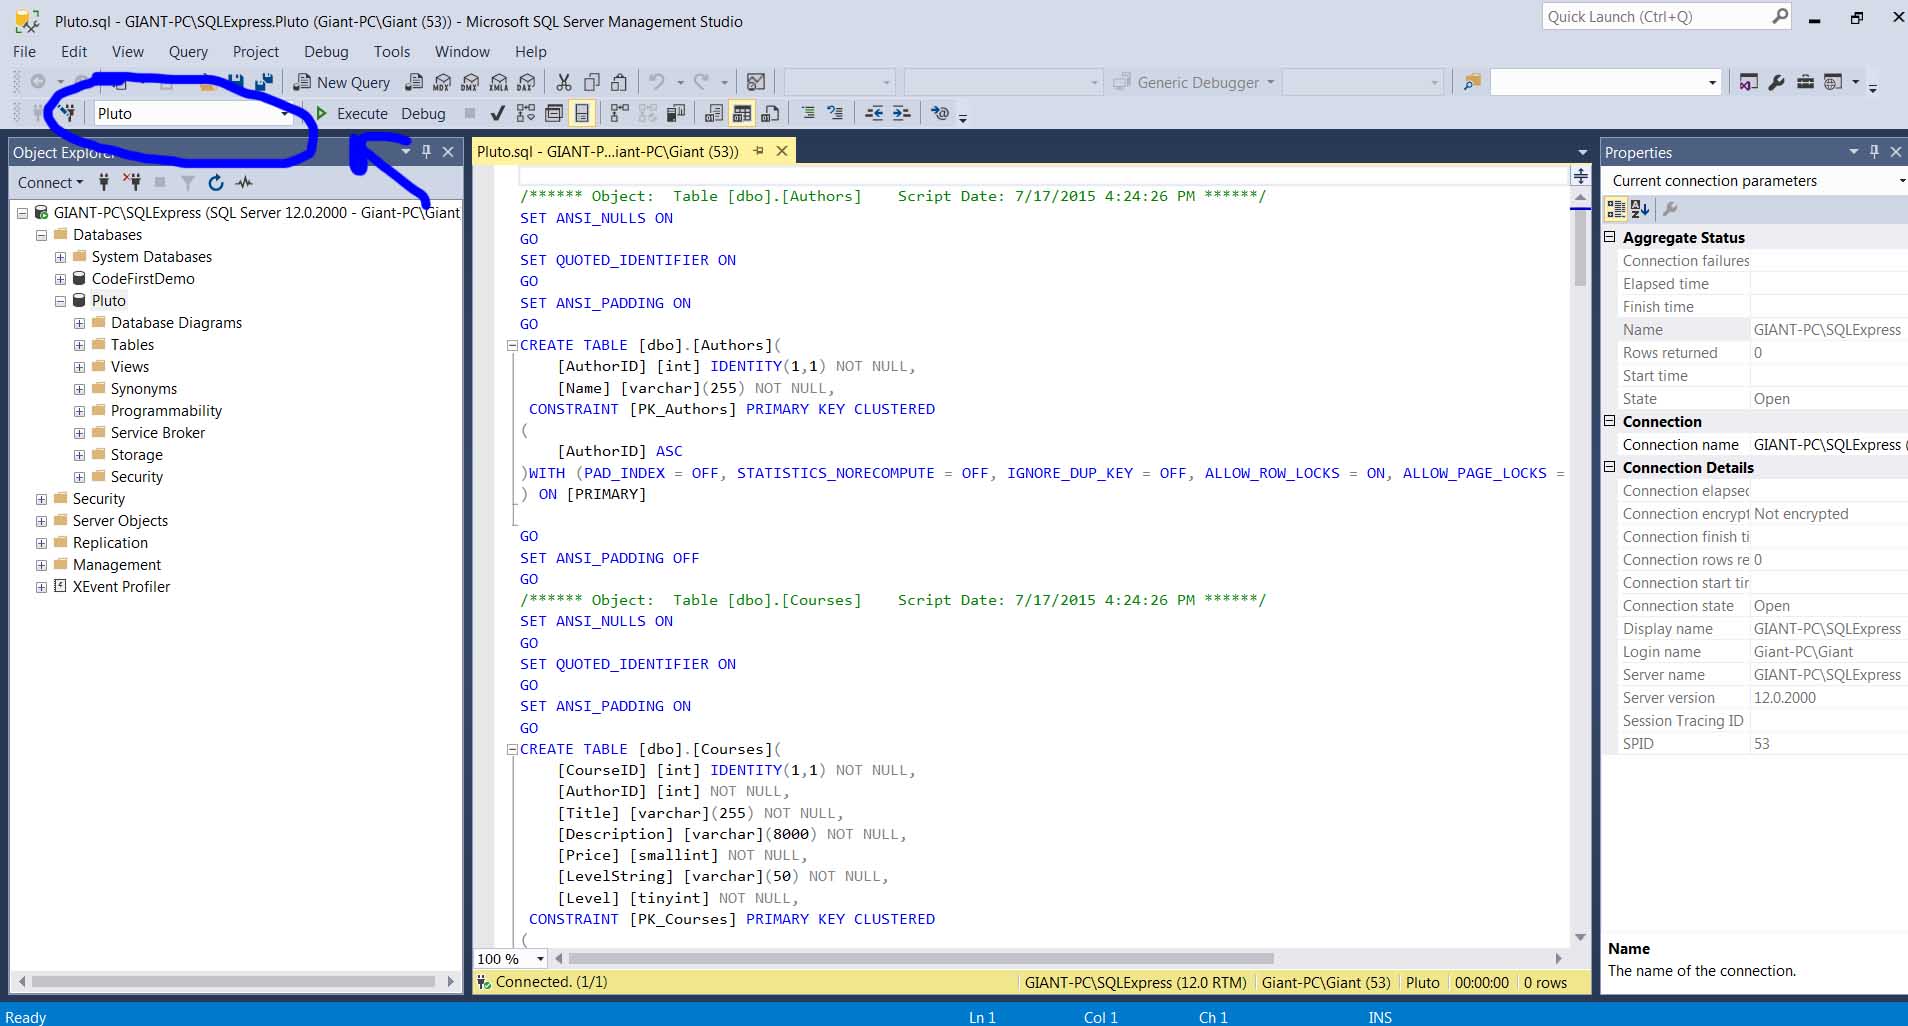 Pluto.sql - GIANT-PC\SQLExpress.Pluto (Giant-PC\Giant (53)) - Microsoft SQL Server Management Studio
Quick Launch (Ctrl+Q)
File Edit View Query Project Debug Tools Window Help
New Query MDX DMX XMLA DAX Generic Debugger
Pluto Execute Debug
Object Explorer
Connect
GIANT-PC\SQLExpress (SQL Server 12.0.2000 - Giant-PC\Giant
Databases
System Databases
CodeFirstDemo
Pluto
Database Diagrams
Tables
Views
Synonyms
Programmability
Service Broker
Storage
Security
Security
Server Objects
Replication
Management
XEvent Profiler
Pluto.sql - GIANT-P...iant-PC\Giant (53))
/****** Object:  Table [dbo].[Authors]    Script Date: 7/17/2015 4:24:26 PM ******/
SET ANSI_NULLS ON
GO
SET QUOTED_IDENTIFIER ON
GO
SET ANSI_PADDING ON
GO
CREATE TABLE [dbo].[Authors](
[AuthorID] [int] IDENTITY(1,1) NOT NULL,
[Name] [varchar](255) NOT NULL,
CONSTRAINT [PK_Authors] PRIMARY KEY CLUSTERED
(
[AuthorID] ASC
)WITH (PAD_INDEX = OFF, STATISTICS_NORECOMPUTE = OFF, IGNORE_DUP_KEY = OFF, ALLOW_ROW_LOCKS = ON, ALLOW_PAGE_LOCKS =
) ON [PRIMARY]
GO
SET ANSI_PADDING OFF
GO
/****** Object:  Table [dbo].[Courses]    Script Date: 7/17/2015 4:24:26 PM ******/
SET ANSI_NULLS ON
GO
SET QUOTED_IDENTIFIER ON
GO
SET ANSI_PADDING ON
GO
CREATE TABLE [dbo].[Courses](
[CourseID] [int] IDENTITY(1,1) NOT NULL,
[AuthorID] [int] NOT NULL,
[Title] [varchar](255) NOT NULL,
[Description] [varchar](8000) NOT NULL,
[Price] [smallint] NOT NULL,
[LevelString] [varchar](50) NOT NULL,
[Level] [tinyint] NOT NULL,
CONSTRAINT [PK_Courses] PRIMARY KEY CLUSTERED
(
100 %
Connected. (1/1) GIANT-PC\SQLExpress (12.0 RTM) Giant-PC\Giant (53) Pluto 00:00:00 0 rows
Properties
Current connection parameters
Aggregate Status
Connection failures
Elapsed time
Finish time
Name GIANT-PC\SQLExpress
Rows returned 0
Start time
State Open
Connection
Connection name GIANT-PC\SQLExpress (
Connection Details
Connection elapsed
Connection encrypt Not encrypted
Connection finish ti
Connection rows re 0
Connection start tir
Connection state Open
Display name GIANT-PC\SQLExpress
Login name Giant-PC\Giant
Server name GIANT-PC\SQLExpress
Server version 12.0.2000
Session Tracing ID
SPID 53
Name
The name of the connection.
Ready Ln 1 Col 1 Ch 1 INS